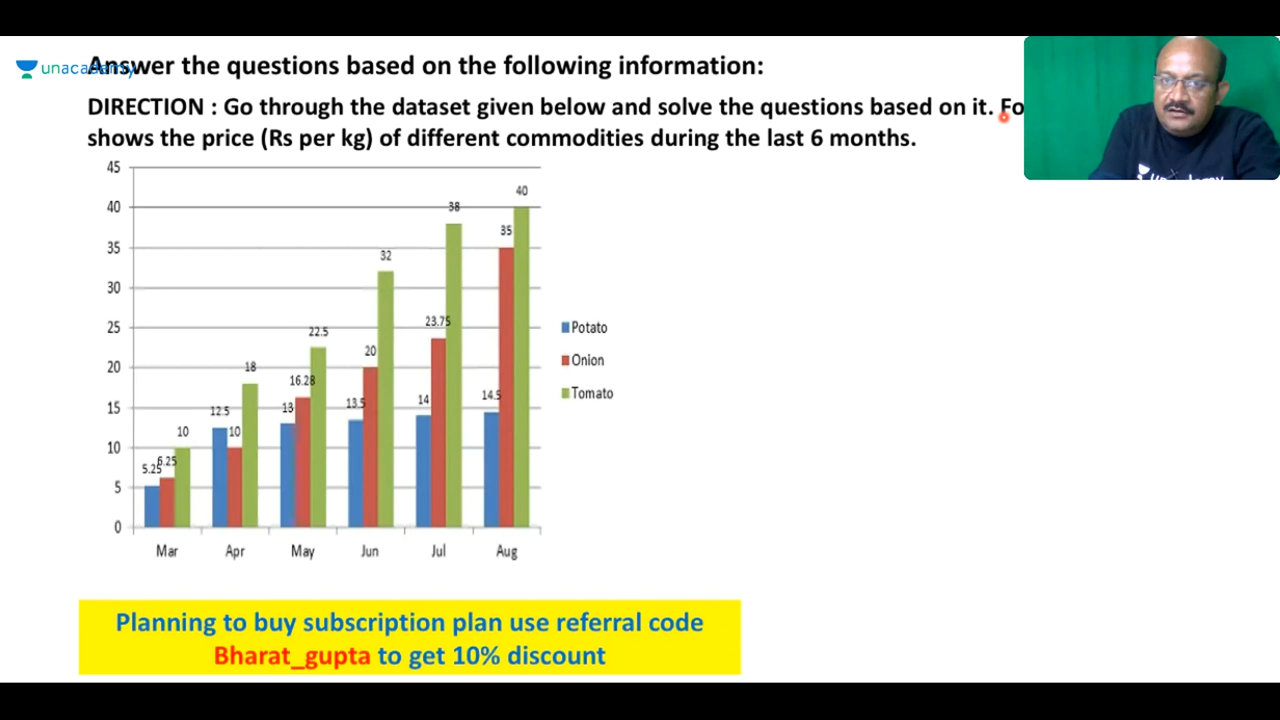 Answer the questions based on the following information:
unacademy
DIRECTION : Go through the dataset given below and solve the questions based on it. Fo
shows the price (Rs per kg) of different commodities during the last 6 months.
unacademy
45
40
35
30
25
20
15
10
5
0
5.25
6.25
10
12.5
10
18
13
16.28
22.5
13.5
20
32
14
23.75
38
14.5
35
40
Mar Apr May Jun Jul Aug
Potato
Onion
Tomato
Planning to buy subscription plan use referral code
Bharat_gupta to get 10% discount